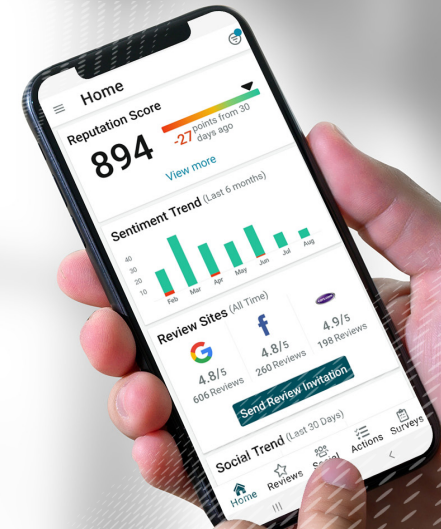 Home
Reputation Score
894
-27 points from 30
days ago
View more
Sentiment Trend (Last 6 months)
40
30
20
10
Feb
Mar
Apr
May
Jun
Jul
Aug
Review Sites (All Time)
4.8/5
606 Reviews
4.8/5
260 Reviews
4.9/5
198 Reviews
Send Review Invitation
Social Trend (Last 30 Days)
Home
Reviews
Social
Actions
Surveys